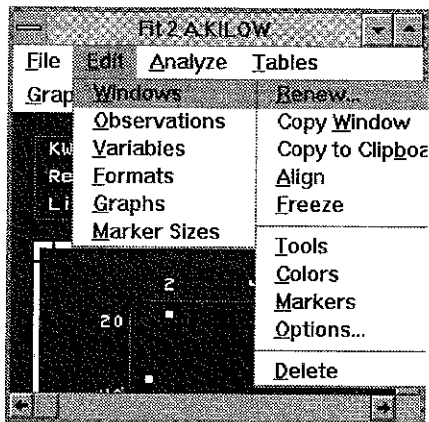 Fit 2 A.KILOW
File Edit Analyze Tables
Grap
Windows
Observations
Variables
Formats
Graphs
Marker Sizes
Renew...
Copy Window
Copy to Clipboa
Align
Freeze
Tools
Colors
Markers
Options...
Delete
KW
Re
Li
2
20